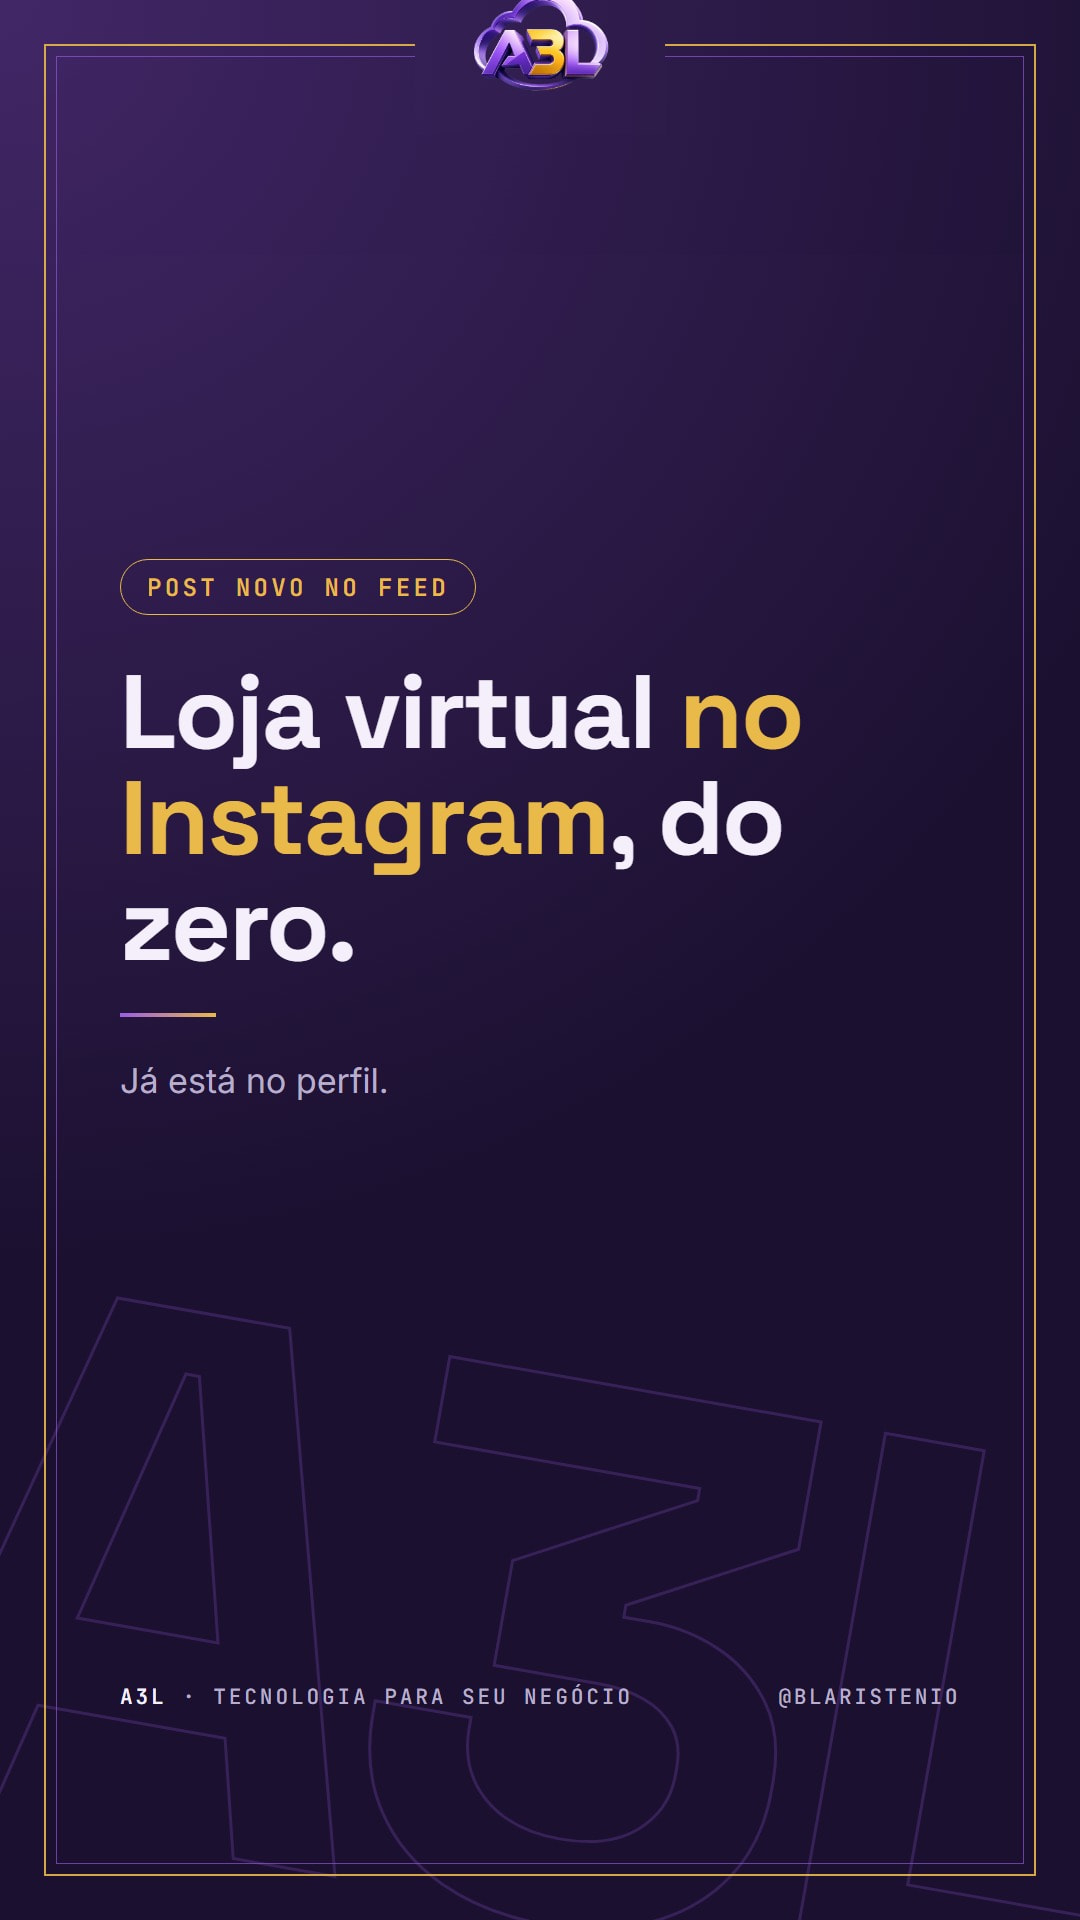 A3L
POST NOVO NO FEED
Loja virtual no
Instagram, do
zero.
Já está no perfil.
A3L
A3L · TECNOLOGIA PARA SEU NEGÓCIO @BLARISTENIO